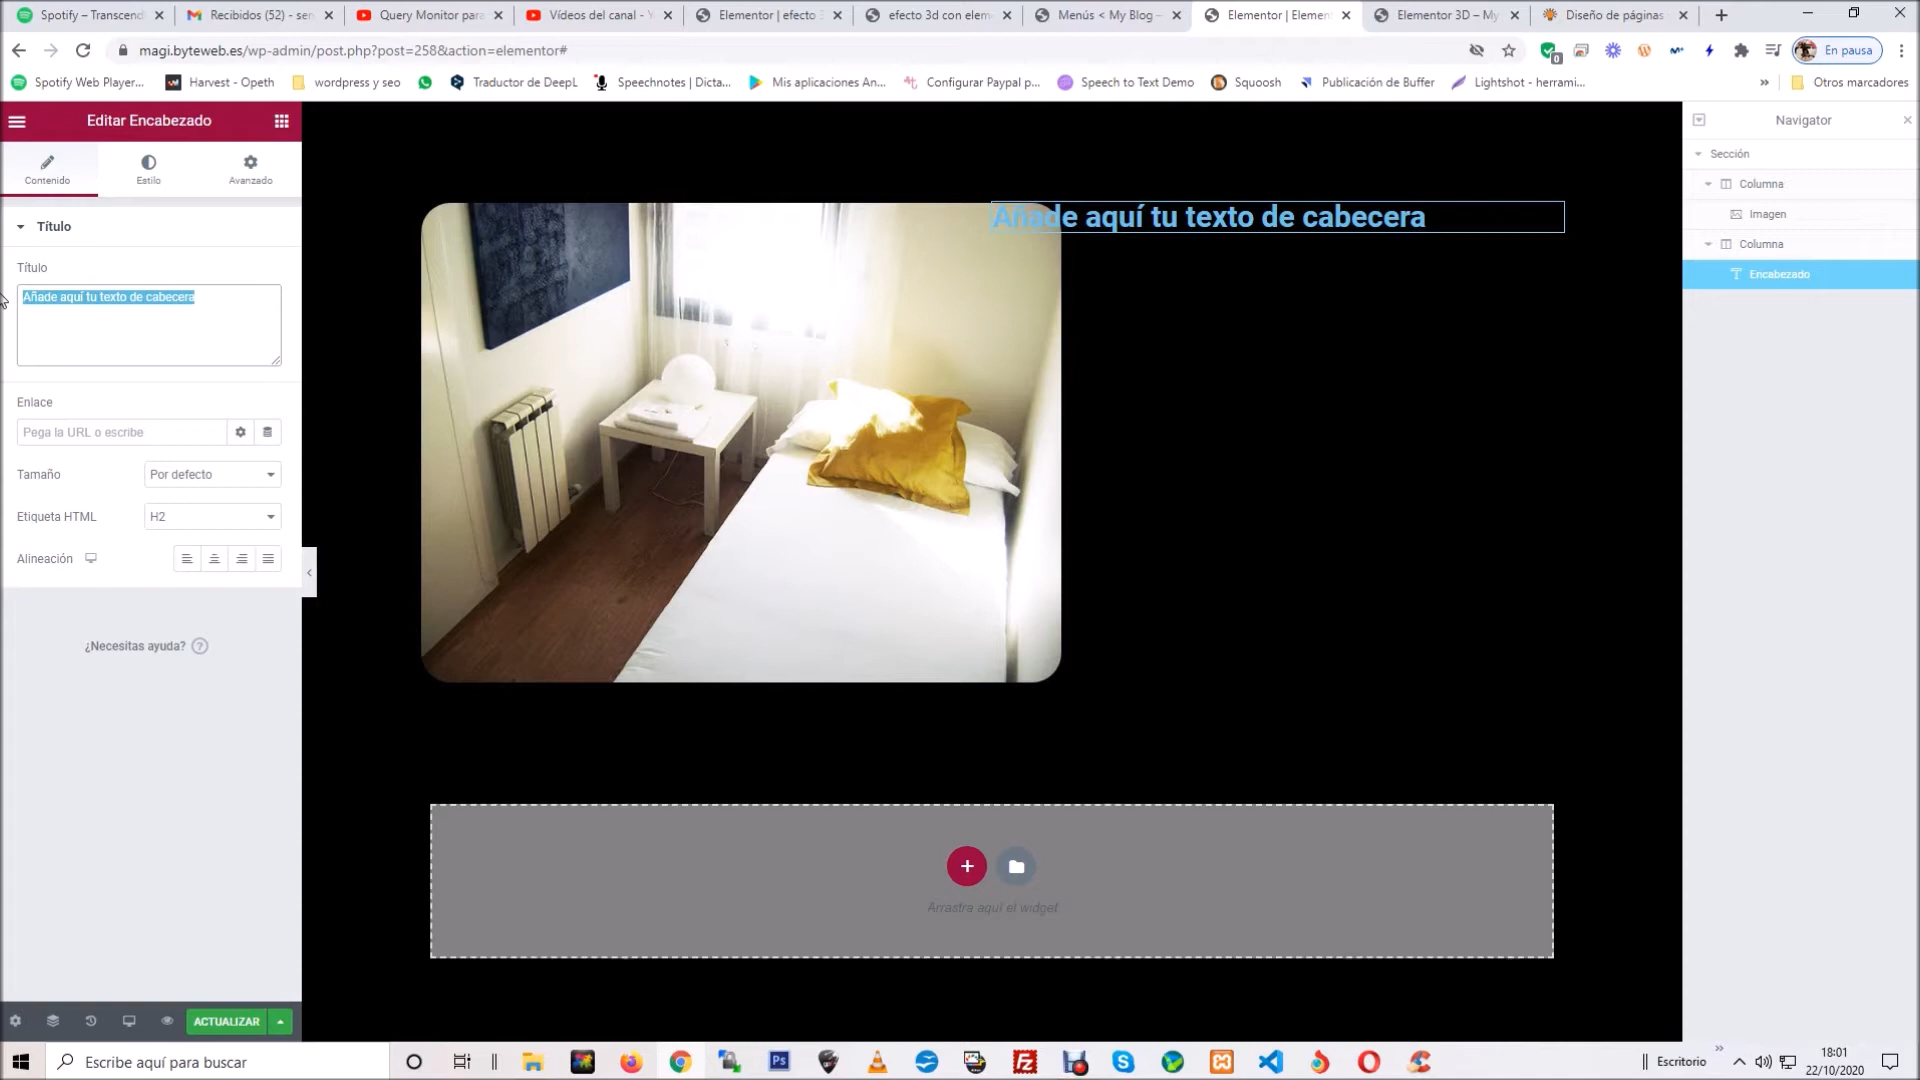 Spotify – Transcend
Recibidos (52) - ser
Query Monitor para
Vídeos del canal - Y
Elementor | efecto 3
efecto 3d con elem
Menús < My Blog –
Elementor | Elemen
Elementor 3D – My
Diseño de páginas
magi.byteweb.es/wp-admin/post.php?post=258&action=elementor#
En pausa
Spotify Web Player...
Harvest - Opeth
wordpress y seo
Traductor de DeepL
Speechnotes | Dicta...
Mis aplicaciones An...
Configurar Paypal p...
Speech to Text Demo
Squoosh
Publicación de Buffer
Lightshot - herrami...
»
Otros marcadores
Editar Encabezado
Contenido
Estilo
Avanzado
Título
Título
Añade aquí tu texto de cabecera
Enlace
Pega la URL o escribe
Tamaño
Por defecto
Etiqueta HTML
H2
Alineación
¿Necesitas ayuda? ?
ACTUALIZAR
Añade aquí tu texto de cabecera
Arrastra aquí el widget
Navigator
Sección
Columna
Imagen
Columna
Encabezado
Escribe aquí para buscar
Ps
Escritorio
»
18:01
22/10/2020